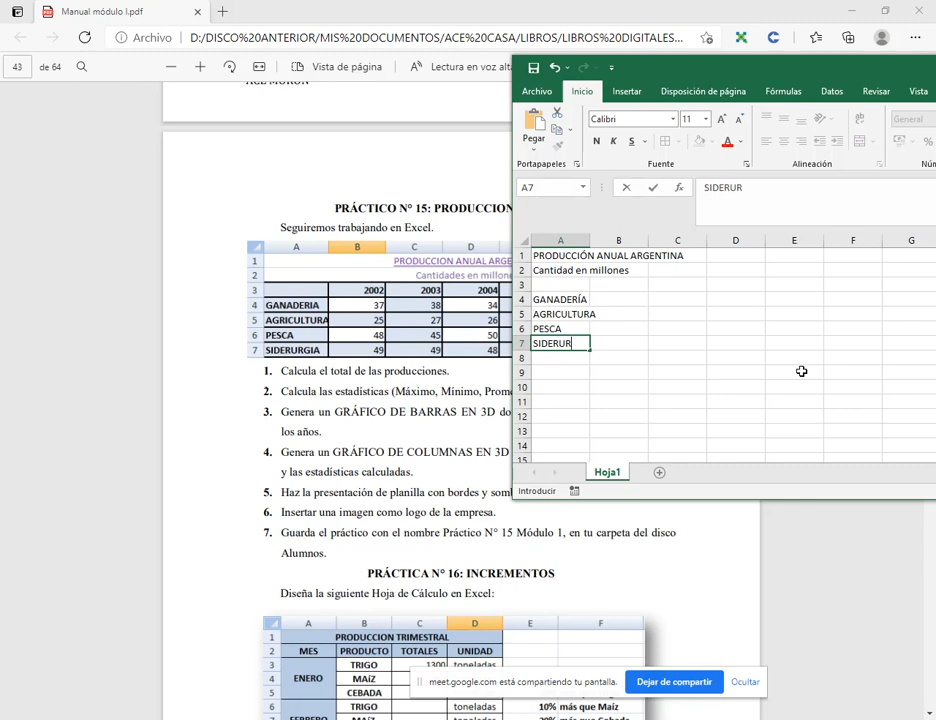 Manual módulo I.pdf
Archivo D:/DISCO%20ANTERIOR/MIS%20DOCUMENTOS/ACE%20CASA/LIBROS/LIBROS%20DIGITALES...
43 de 64 Vista de página Lectura en voz alta
PRÁCTICO N° 15: PRODUCCION
Seguiremos trabajando en Excel.
A B C D
1 PRODUCCION ANUAL ARGE
2 Cantidades en millone
3 2002 2003 2004
4 GANADERIA 37 38 34
5 AGRICULTURA 25 27 26
6 PESCA 48 45 50
7 SIDERURGIA 49 49 48
1. Calcula el total de las producciones.
2. Calcula las estadísticas (Máximo, Mínimo, Prome
3. Genera un GRÁFICO DE BARRAS EN 3D do
los años.
4. Genera un GRÁFICO DE COLUMNAS EN 3D
y las estadísticas calculadas.
5. Haz la presentación de planilla con bordes y som
6. Insertar una imagen como logo de la empresa.
7. Guarda el práctico con el nombre Práctico N° 15 Módulo 1, en tu carpeta del disco
Alumnos.
PRÁCTICA N° 16: INCREMENTOS
Diseña la siguiente Hoja de Cálculo en Excel:
A B C D E F
1 PRODUCCION TRIMESTRAL
2 MES PRODUCTO TOTALES UNIDAD
3 TRIGO 1300 toneladas
4 ENERO MAíZ
5 CEBADA
6 TRIGO toneladas 10% más que Maíz
Archivo Inicio Insertar Disposición de página Fórmulas Datos Revisar Vista
Pegar
Calibri 11
N K S
General
%
Portapapeles Fuente Alineación Núm
A7 fx SIDERUR
A B C D E F G
1 PRODUCCIÓN ANUAL ARGENTINA
2 Cantidad en millones
3
4 GANADERÍA
5 AGRICULTURA
6 PESCA
7 SIDERUR
8
9
10
11
12
13
14
15
Hoja1
Introducir
meet.google.com está compartiendo tu pantalla. Dejar de compartir Ocultar